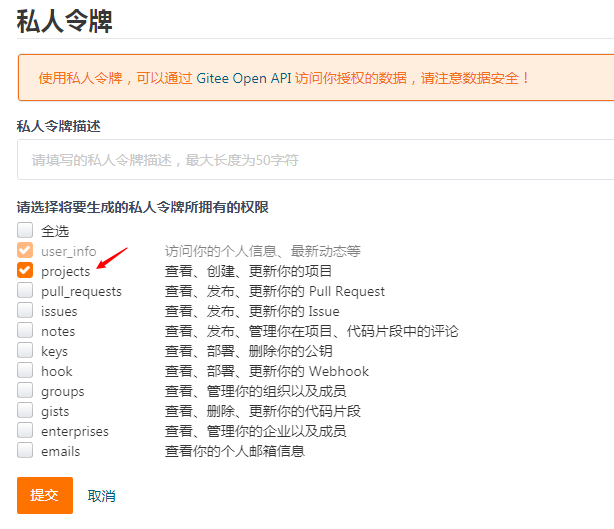 私人令牌
使用私人令牌，可以通过 Gitee Open API 访问你授权的数据，请注意数据安全！
私人令牌描述
请填写的私人令牌描述，最大长度为50字符
请选择将要生成的私人令牌所拥有的权限
全选
user_info 访问你的个人信息、最新动态等
projects 查看、创建、更新你的项目
pull_requests 查看、发布、更新你的 Pull Request
issues 查看、发布、更新你的 Issue
notes 查看、发布、管理你在项目、代码片段中的评论
keys 查看、部署、删除你的公钥
hook 查看、部署、更新你的 Webhook
groups 查看、管理你的组织以及成员
gists 查看、删除、更新你的代码片段
enterprises 查看、管理你的企业以及成员
emails 查看你的个人邮箱信息
提交 取消